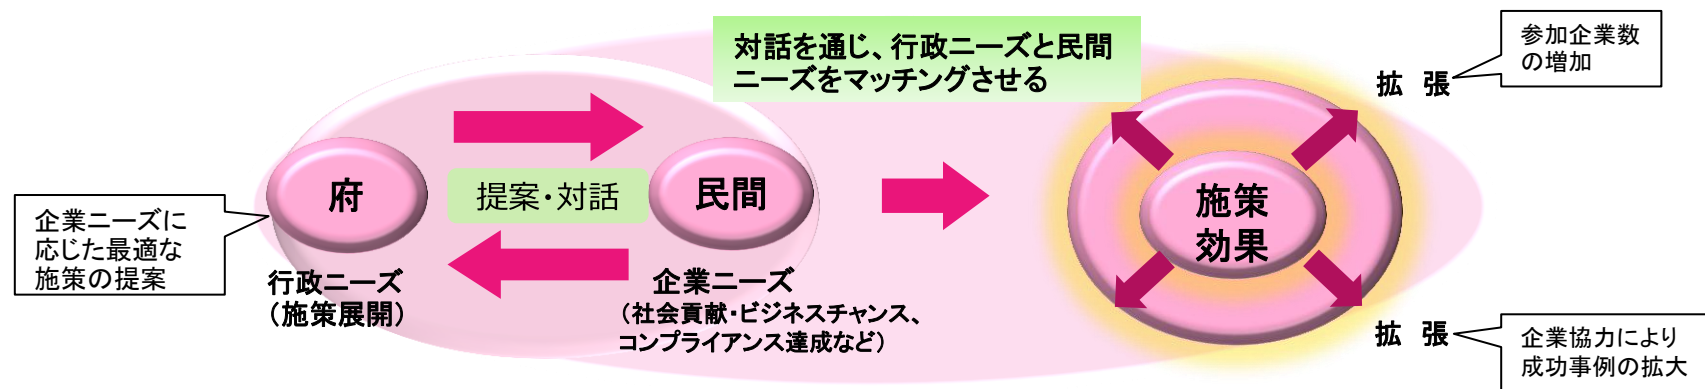 対話を通じ、行政ニーズと民間
ニーズをマッチングさせる
参加企業数
の増加
拡 張
府
提案・対話
民間
施策
効果
企業ニーズに
応じた最適な
施策の提案
行政ニーズ
（施策展開）
企業ニーズ
（社会貢献・ビジネスチャンス、
コンプライアンス達成など）
拡 張
企業協力により
成功事例の拡大